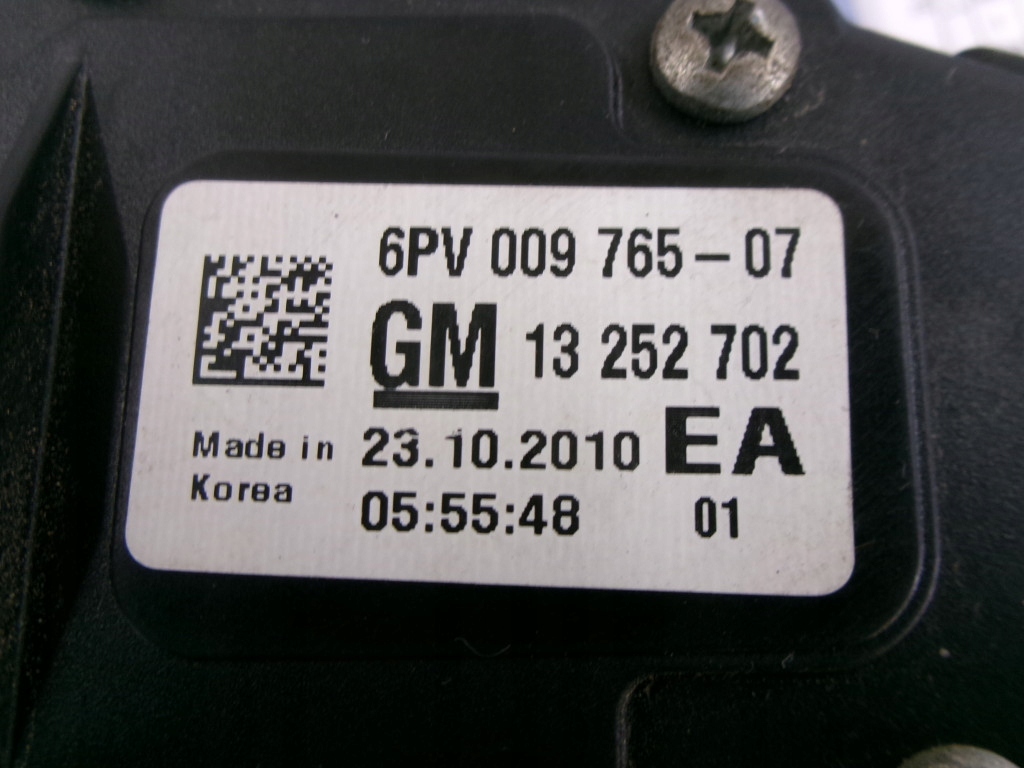 6PV 009 765-07
GM 13 252 702
Made in Korea 23.10.2010 EA
05:55:48 01